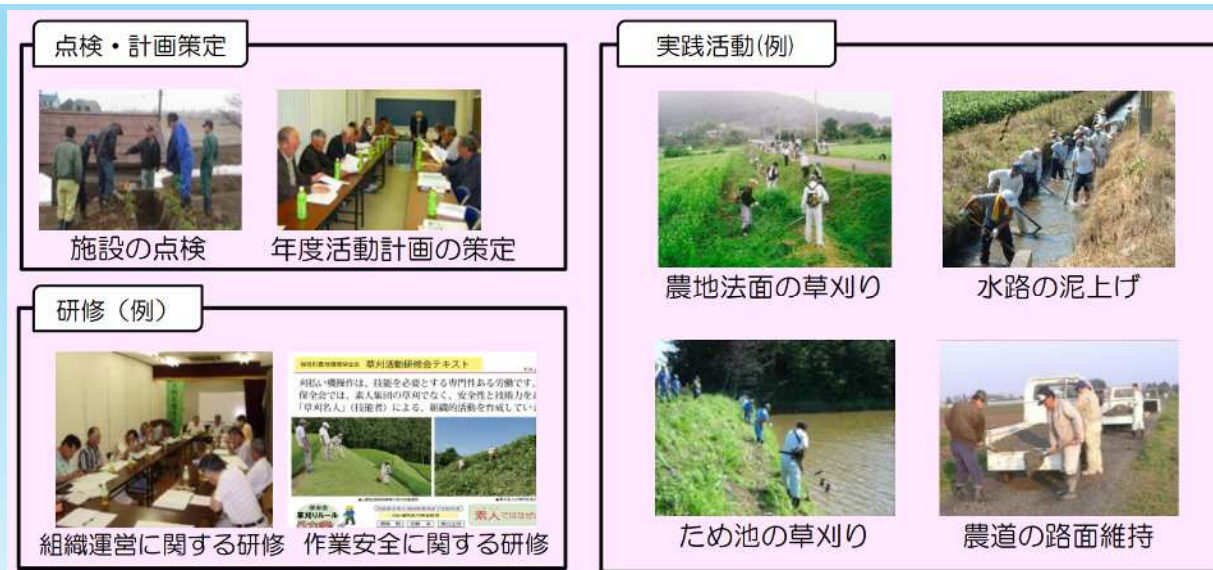 点検・計画策定
施設の点検
年度活動計画の策定
研修（例）
草刈活動研修会テキスト
刈払い機操作は、技能を必要とする専門性ある労働です。
保全会では、素人集団の草刈でなく、安全性と技術力を
「草刈名人」（技能者）による、組織的活動を育成してい
草刈りルール
素人ではな
組織運営に関する研修
作業安全に関する研修
実践活動(例)
農地法面の草刈り
水路の泥上げ
ため池の草刈り
農道の路面維持